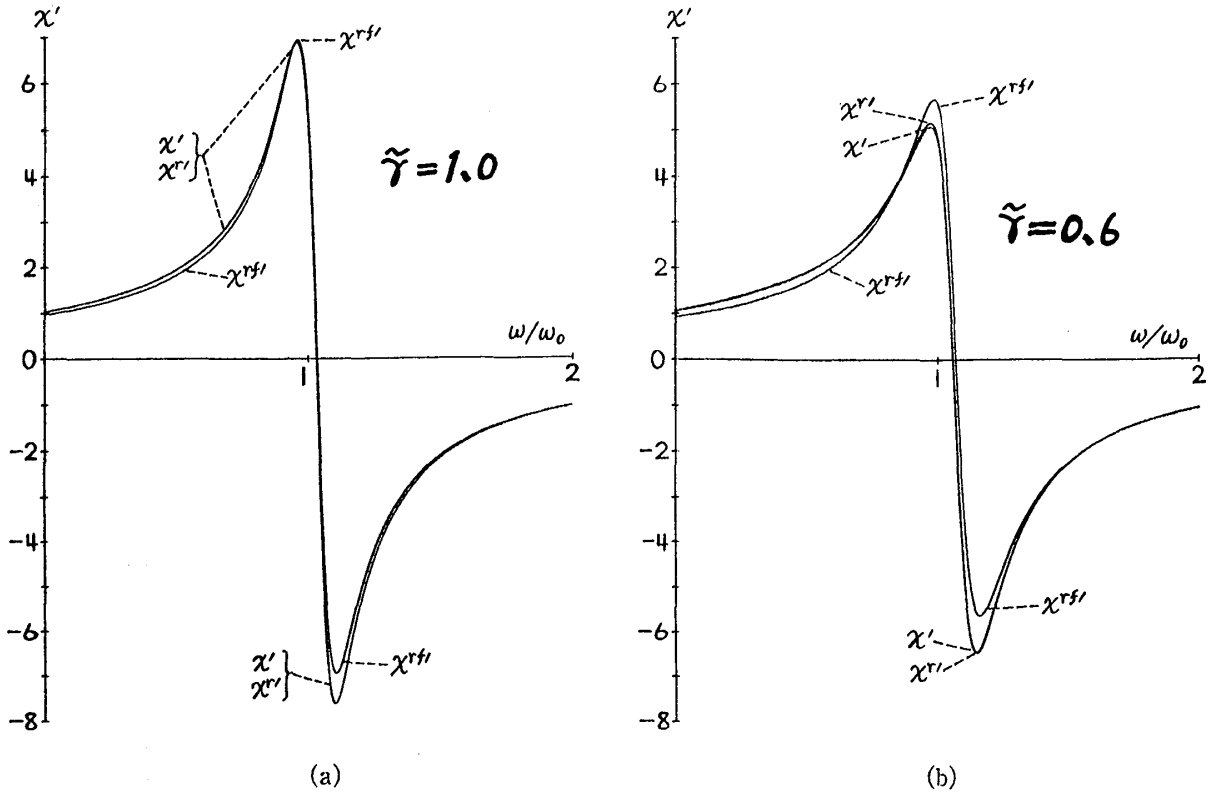 χ'
6
4
2
0
-2
-4
-6
-8
χ^{rf'}
χ'
χ^{r'}
γ̃=1.0
χ^{rf'}
ω/ω₀
1
2
χ'
χ^{r'}
χ^{rf'}
(a)
χ'
6
4
2
0
-2
-4
-6
-8
χ^{rf'}
χ^{r'}
χ'
γ̃=0.6
χ^{rf'}
ω/ω₀
1
2
χ^{rf'}
χ'
χ^{r'}
(b)